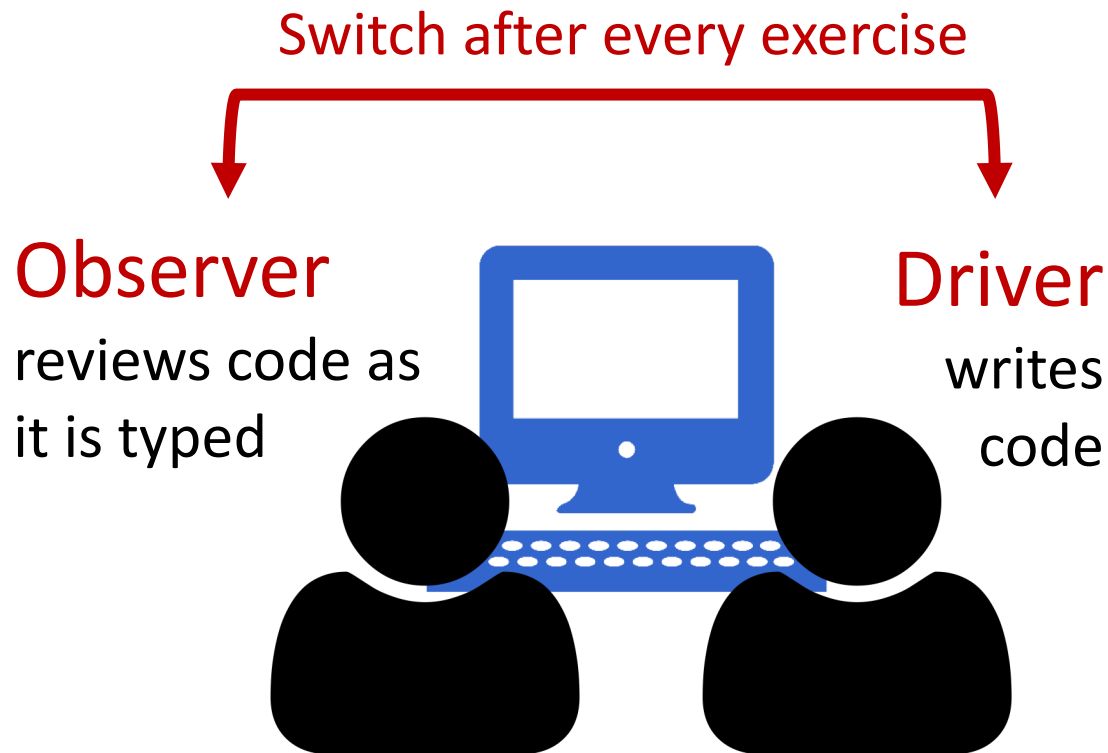 Switch after every exercise
Observer
reviews code as
it is typed
Driver
writes
code